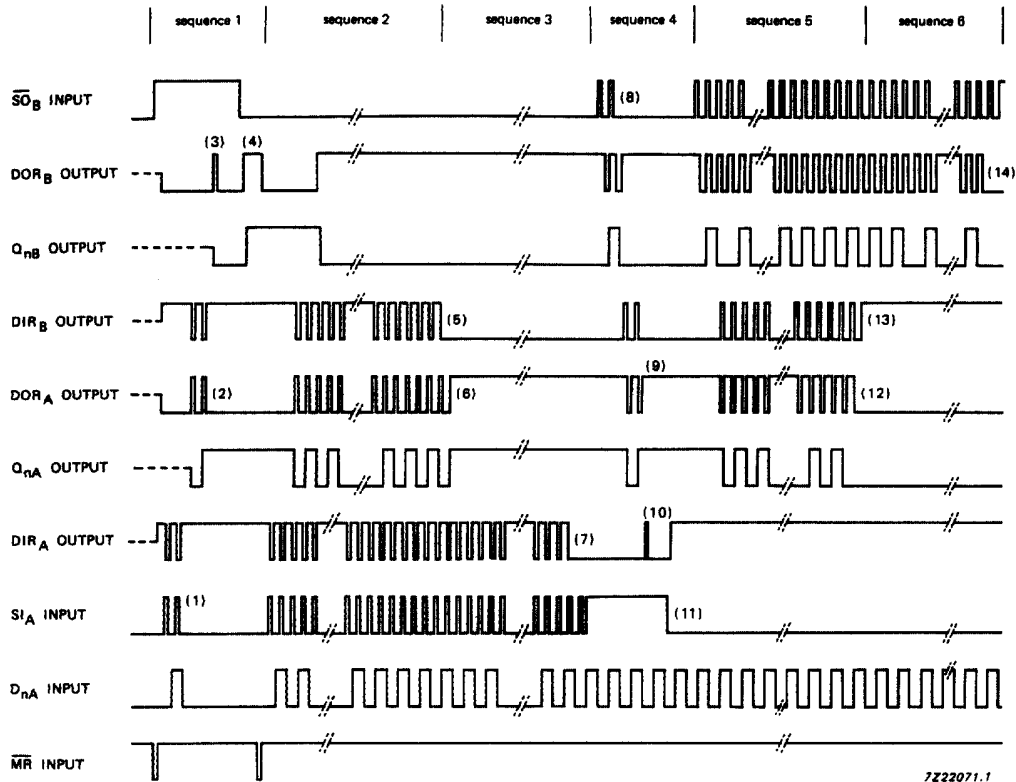 sequence 1 sequence 2 sequence 3 sequence 4 sequence 5 sequence 6
S̅O̅B INPUT
(8)
(3) (4)
DORB OUTPUT
(14)
QnB OUTPUT
DIRB OUTPUT
(5) (13)
(9)
DORA OUTPUT
(2) (6) (12)
QnA OUTPUT
(10)
DIRA OUTPUT
(7)
(1)
SIA INPUT
(11)
DnA INPUT
M̅R̅ INPUT
7Z22071.1